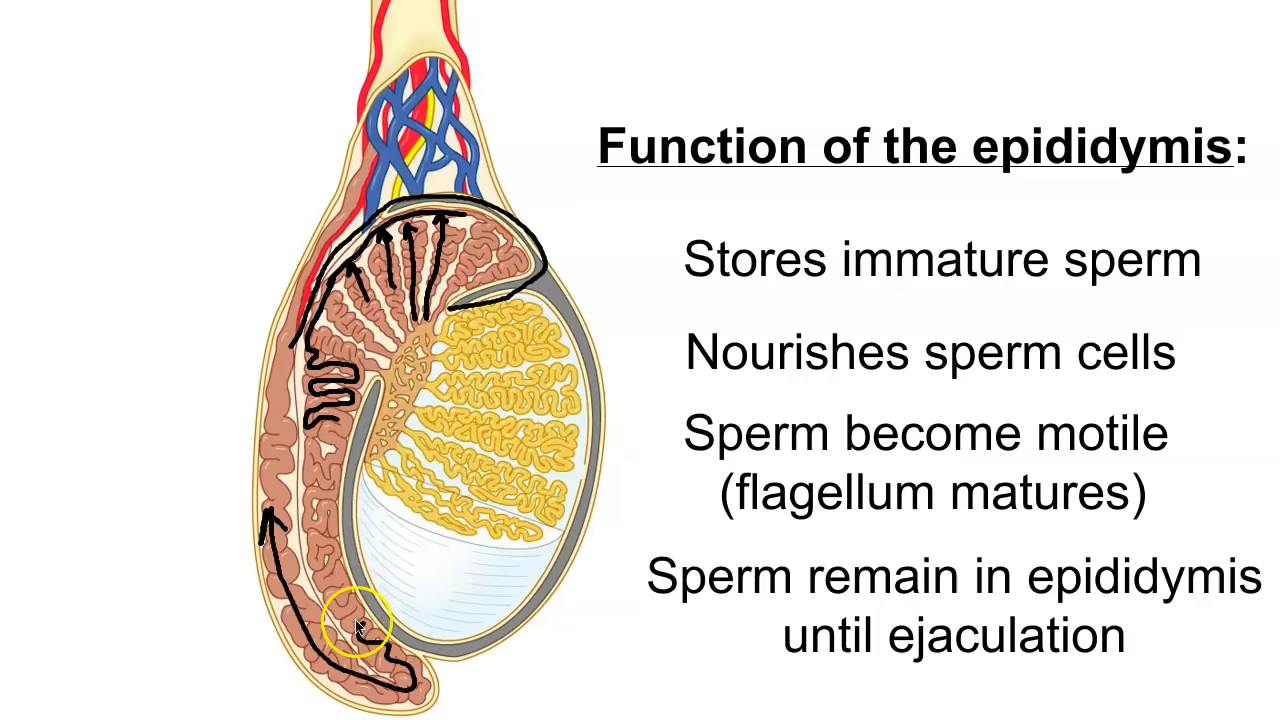 Function of the epididymis:
Stores immature sperm
Nourishes sperm cells
Sperm become motile
(flagellum matures)
Sperm remain in epididymis
until ejaculation